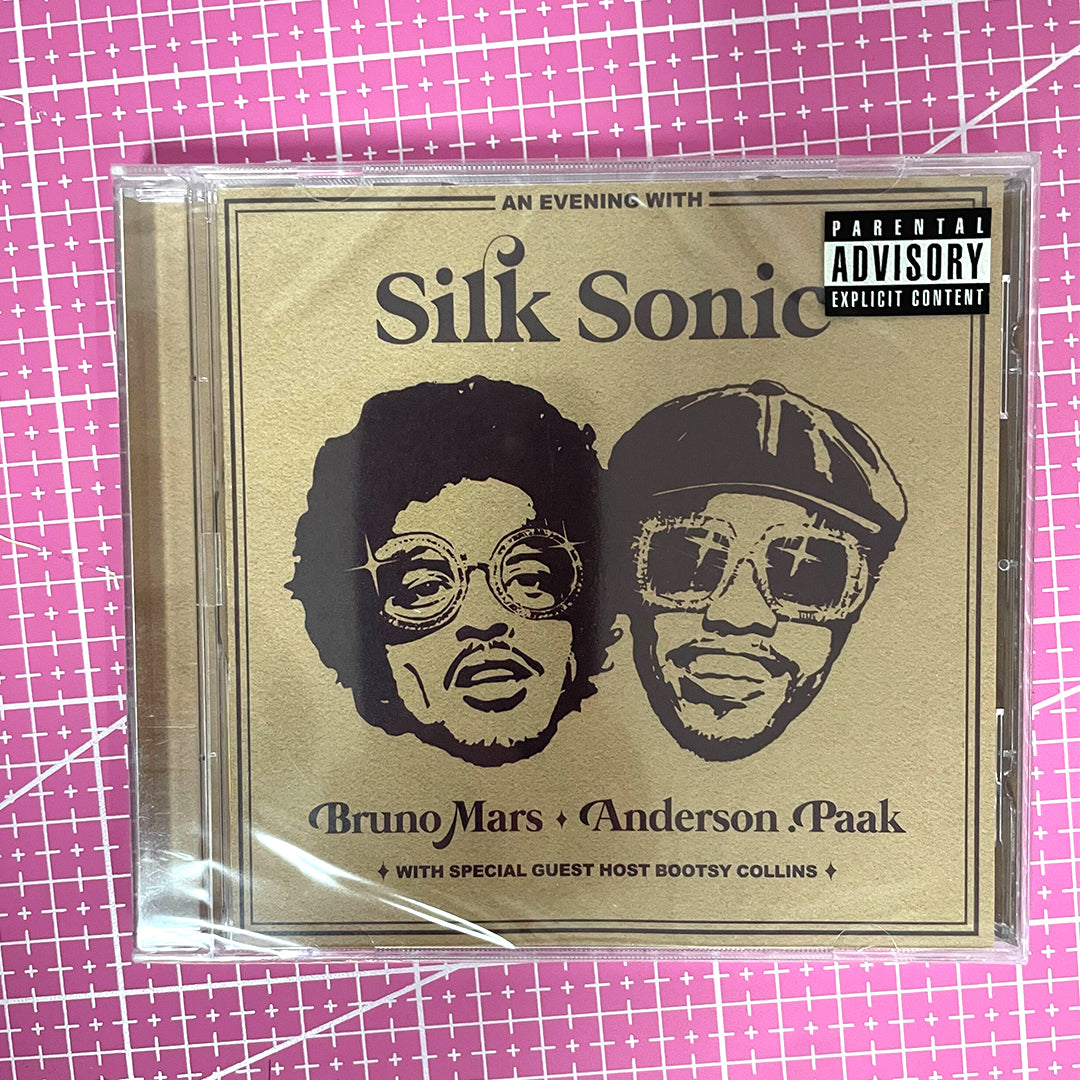 AN EVENING WITH
Silk Sonic
PARENTAL
ADVISORY
EXPLICIT CONTENT
Bruno Mars ✦ Anderson .Paak
✦ WITH SPECIAL GUEST HOST BOOTSY COLLINS ✦